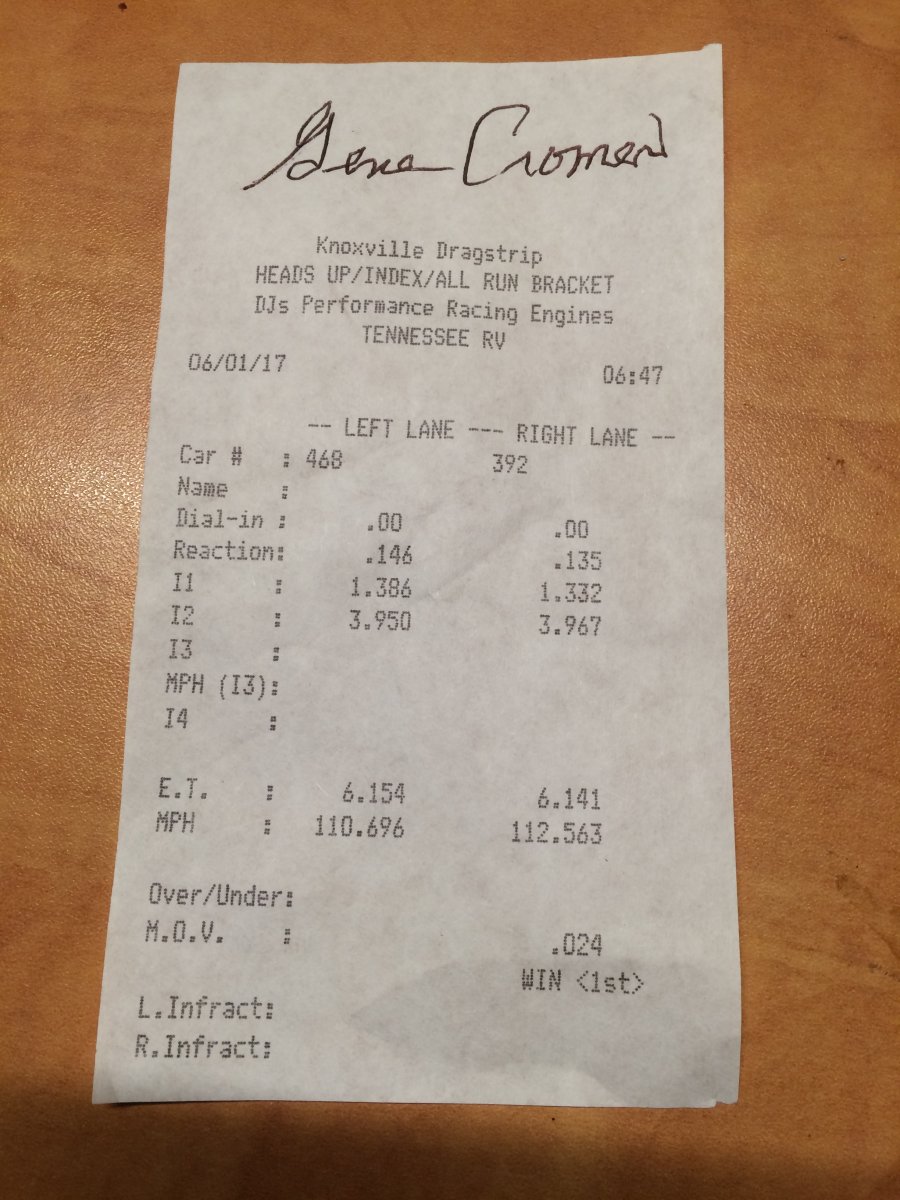 Gene Cromer
Knoxville Dragstrip
HEADS UP/INDEX/ALL RUN BRACKET
DJs Performance Racing Engines
TENNESSEE RV
06/01/17 06:47
-- LEFT LANE --- RIGHT LANE --
Car # : 468 392
Name :
Dial-in : .00 .00
Reaction: .146 .135
I1 : 1.386 1.332
I2 : 3.950 3.967
I3 :
MPH (I3):
I4 :
E.T. : 6.154 6.141
MPH : 110.696 112.563
Over/Under:
M.O.V. : .024
WIN <1st>
L.Infract:
R.Infract: